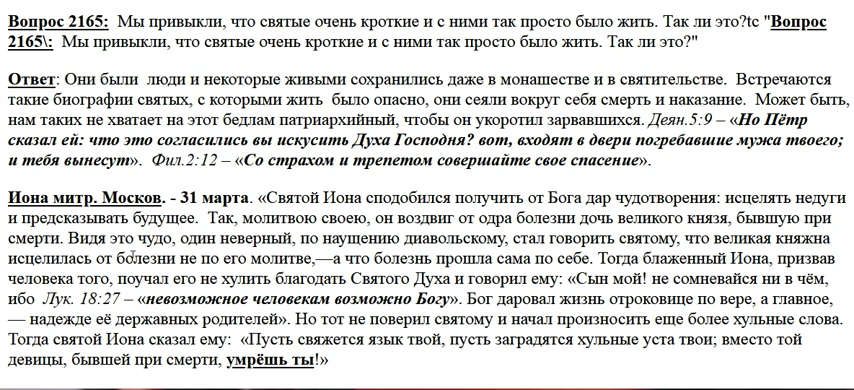 Вопрос 2165: Мы привыкли, что святые очень кроткие и с ними так просто было жить. Так ли это?tc "Вопрос
2165\: Мы привыкли, что святые очень кроткие и с ними так просто было жить. Так ли это?"
Ответ: Они были люди и некоторые живыми сохранились даже в монашестве и в святительстве. Встречаются
такие биографии святых, с которыми жить было опасно, они сеяли вокруг себя смерть и наказание. Может быть,
нам таких не хватает на этот бедлам патриархийный, чтобы он укоротил зарвавшихся. Деян.5:9 – «Но Пётр
сказал ей: что это согласились вы искусить Духа Господня? вот, входят в двери погребавшие мужа твоего;
и тебя вынесут». Фил.2:12 – «Со страхом и трепетом совершайте свое спасение».
Иона митр. Москов. - 31 марта. «Святой Иона сподобился получить от Бога дар чудотворения: исцелять недуги
и предсказывать будущее. Так, молитвою своею, он воздвиг от одра болезни дочь великого князя, бывшую при
смерти. Видя это чудо, один неверный, по наущению диавольскому, стал говорить святому, что великая княжна
исцелилась от болезни не по его молитве,—а что болезнь прошла сама по себе. Тогда блаженный Иона, призвав
человека того, поучал его не хулить благодать Святого Духа и говорил ему: «Сын мой! не сомневайся ни в чём,
ибо Лук. 18:27 – «невозможное человекам возможно Богу». Бог даровал жизнь отроковице по вере, а главное,
— надежде её державных родителей». Но тот не поверил святому и начал произносить еще более хульные слова.
Тогда святой Иона сказал ему: «Пусть свяжется язык твой, пусть заградятся хульные уста твои; вместо той
девицы, бывшей при смерти, умрёшь ты!»